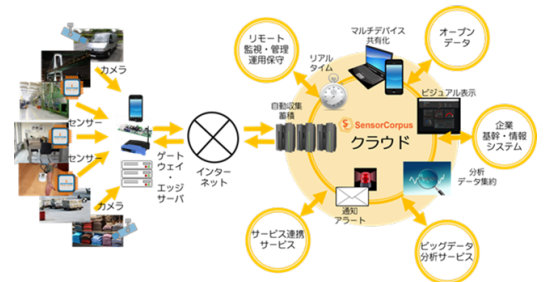 カメラ
センサー
センサー
カメラ
ゲート
ウェイ
・
エッジ
サーバ
インター
ネット
リモート
監視・管理
運用保守
リアル
タイム
マルチデバイス
共有化
オープン
データ
自動収集
蓄積
SensorCorpus
クラウド
ビジュアル表示
企業
基幹・情報
システム
分析
データ集約
通知
アラート
サービス連携
サービス
ビッグデータ
分析サービス